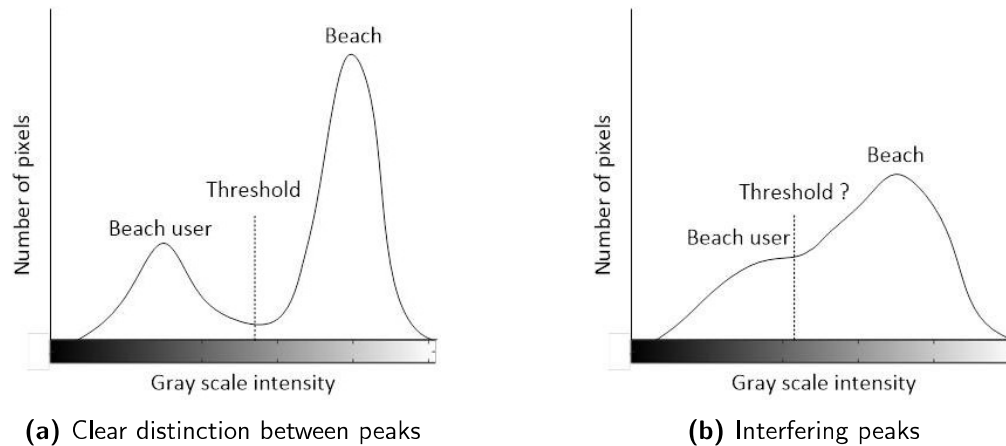 Beach
Threshold
Beach user
Number of pixels
Gray scale intensity
(a) Clear distinction between peaks
Beach
Threshold ?
Beach user
Number of pixels
Gray scale intensity
(b) Interfering peaks